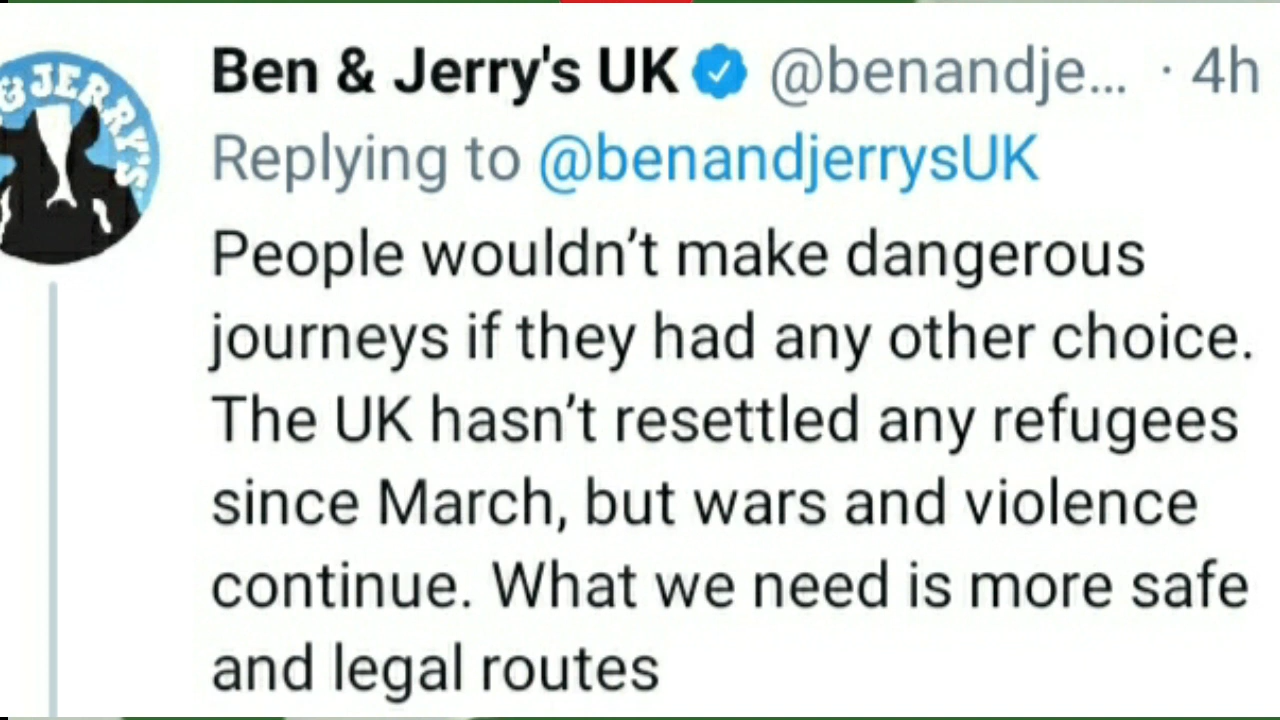 & JERRY'S
Ben & Jerry's UK @benandje... · 4h
Replying to @benandjerrysUK
People wouldn't make dangerous
journeys if they had any other choice.
The UK hasn't resettled any refugees
since March, but wars and violence
continue. What we need is more safe
and legal routes